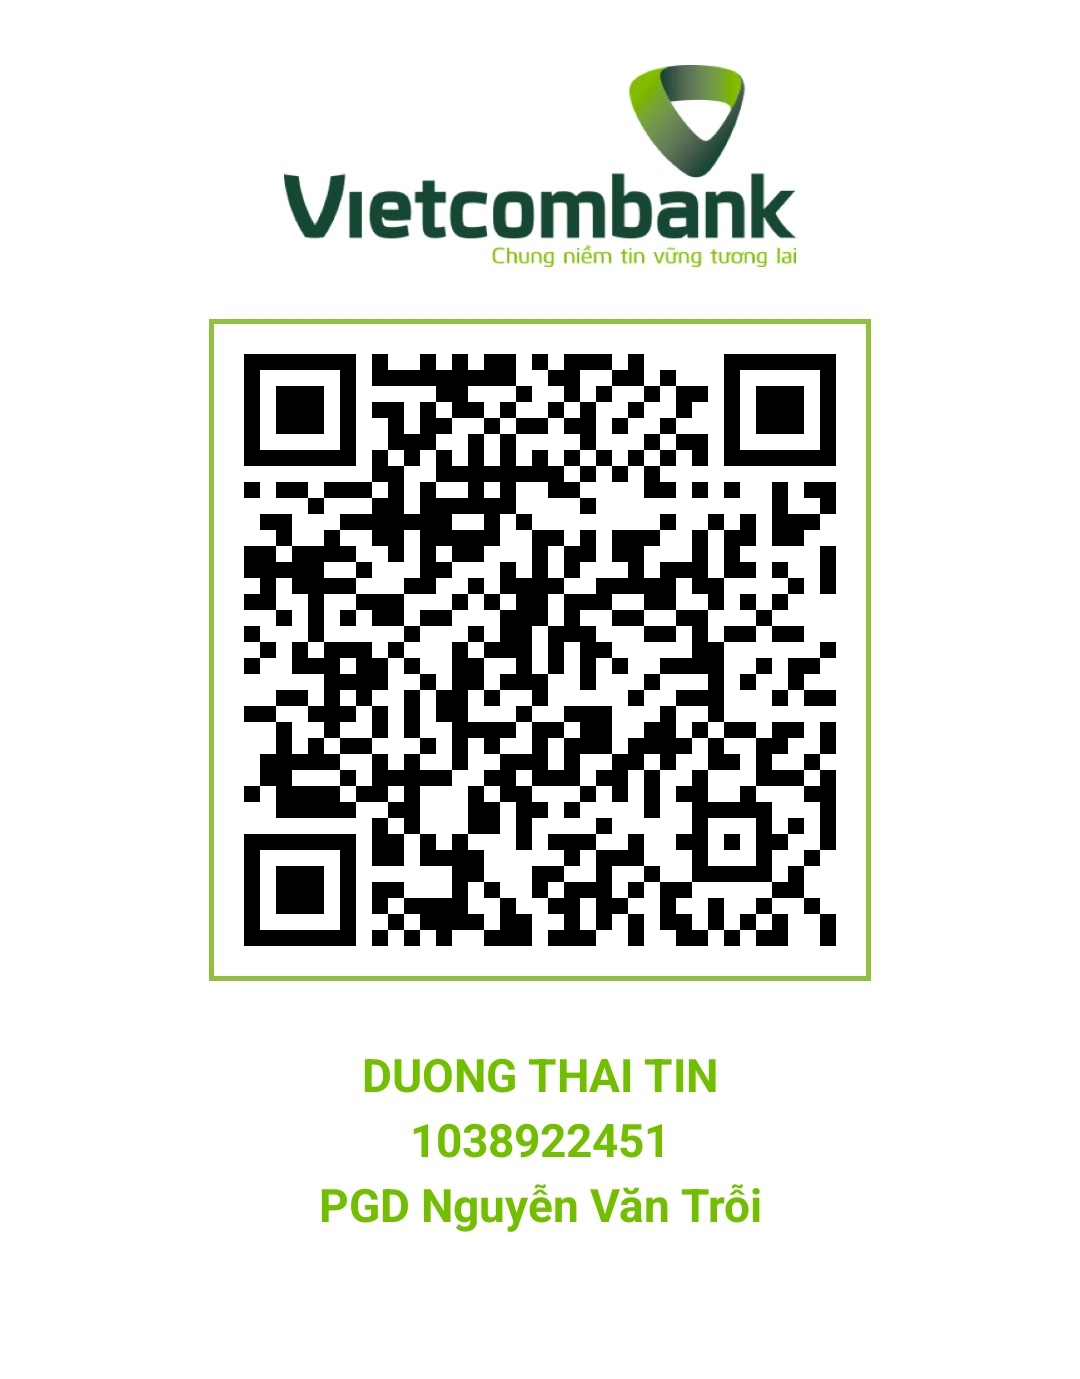 Vietcombank
Chung niềm tin vững tương lai
DUONG THAI TIN
1038922451
PGD Nguyễn Văn Trỗi